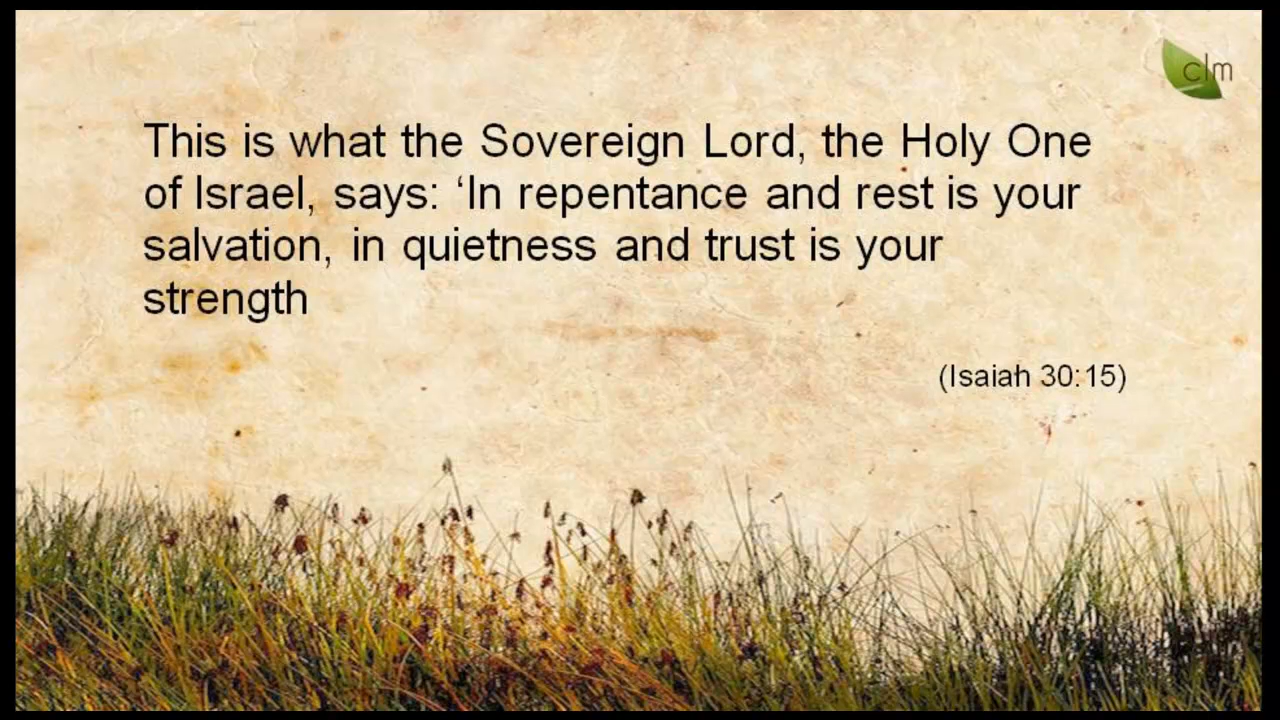 clm
This is what the Sovereign Lord, the Holy One
of Israel, says: ‘In repentance and rest is your
salvation, in quietness and trust is your
strength
(Isaiah 30:15)